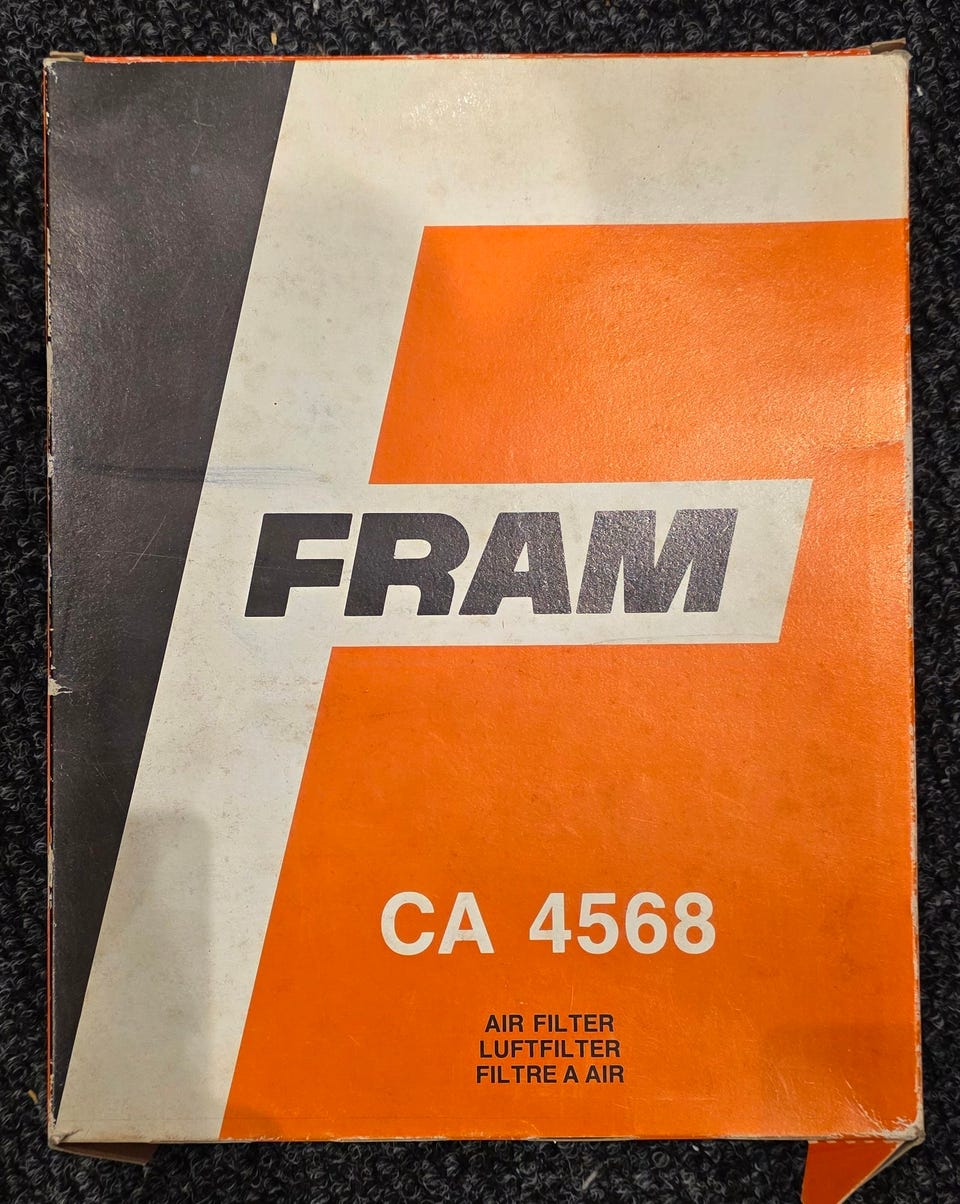 FRAM
CA 4568
AIR FILTER
LUFTFILTER
FILTRE A AIR